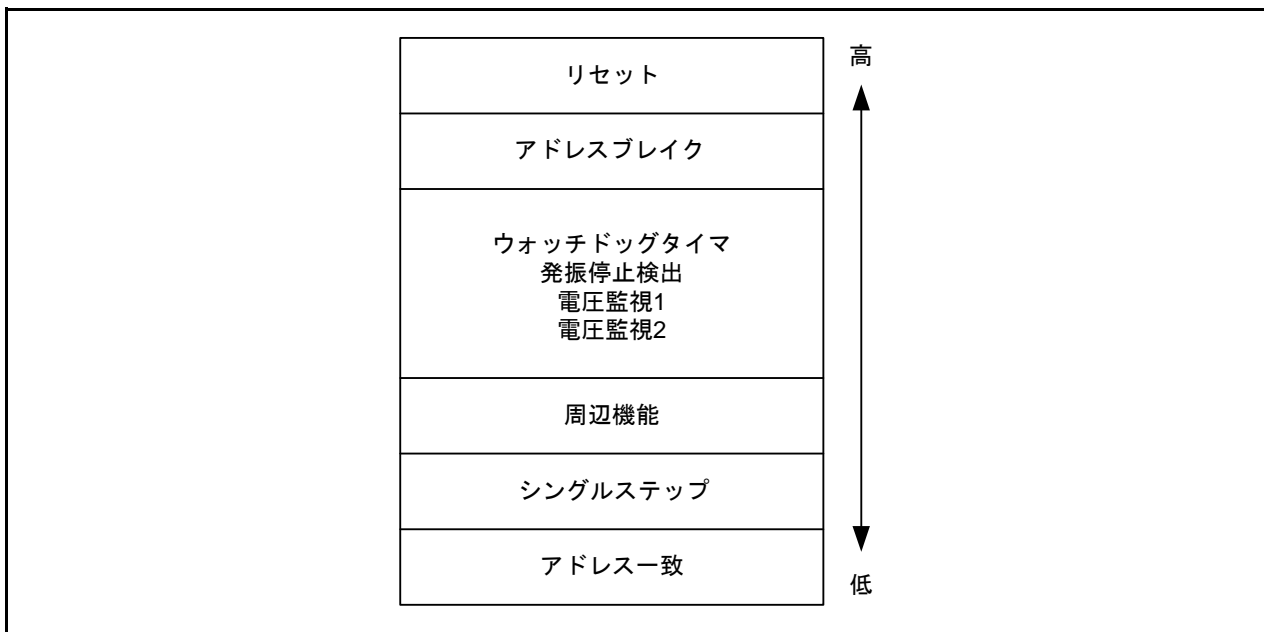 リセット
高
アドレスブレイク
ウォッチドッグタイマ
発振停止検出
電圧監視1
電圧監視2
周辺機能
シングルステップ
アドレス一致
低